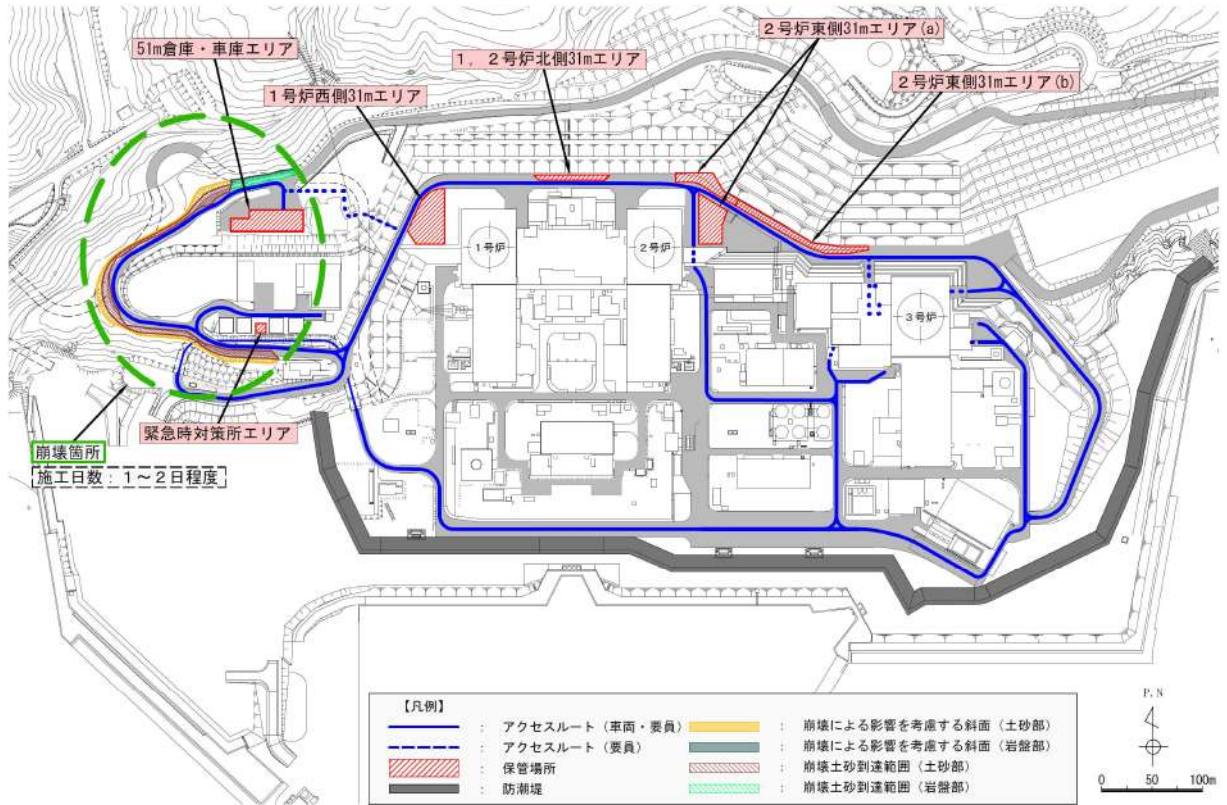 51m倉庫・車庫エリア
1号炉西側31mエリア
1，2号炉北側31mエリア
2号炉東側31mエリア(a)
2号炉東側31mエリア(b)
1号炉
2号炉
3号炉
緊急時対策所エリア
崩壊箇所
施工日数：1～2日程度
【凡例】
： アクセスルート（車両・要員）
： アクセスルート（要員）
： 保管場所
： 防潮堤
： 崩壊による影響を考慮する斜面（土砂部）
： 崩壊による影響を考慮する斜面（岩盤部）
： 崩壊土砂到達範囲（土砂部）
： 崩壊土砂到達範囲（岩盤部）
P.N
0 50 100m